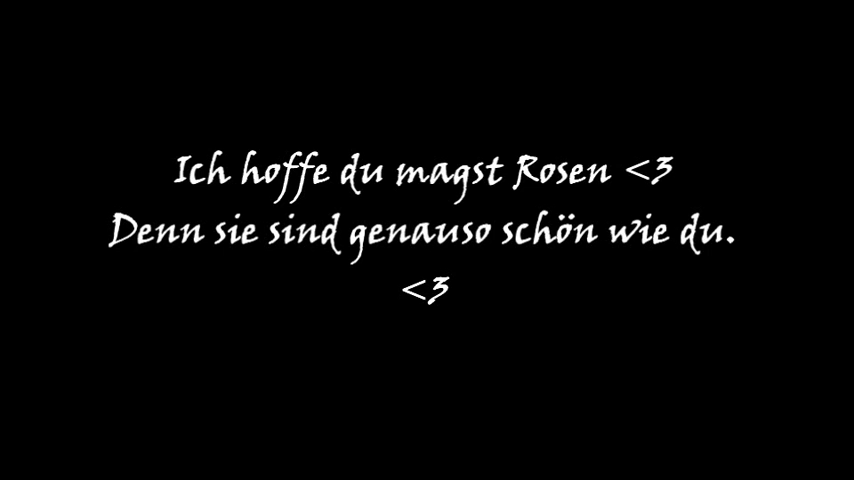 Ich hoffe du magst Rosen <3
Denn sie sind genauso schön wie du.
<3